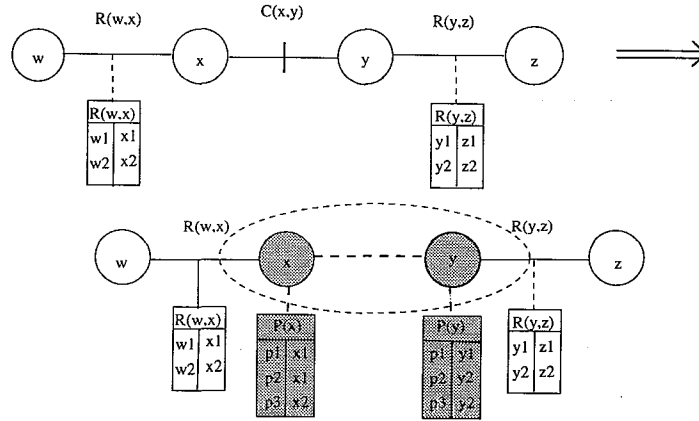 R(w,x)
C(x,y)
R(y,z)
w
x
y
z
R(w,x)
w1 x1
w2 x2
R(y,z)
y1 z1
y2 z2
R(w,x)
R(y,z)
w
x
y
z
R(w,x)
w1 x1
w2 x2
P(x)
p1 x1
p2 x1
p3 x2
P(y)
p1 y1
p2 y2
p3 y2
R(y,z)
y1 z1
y2 z2